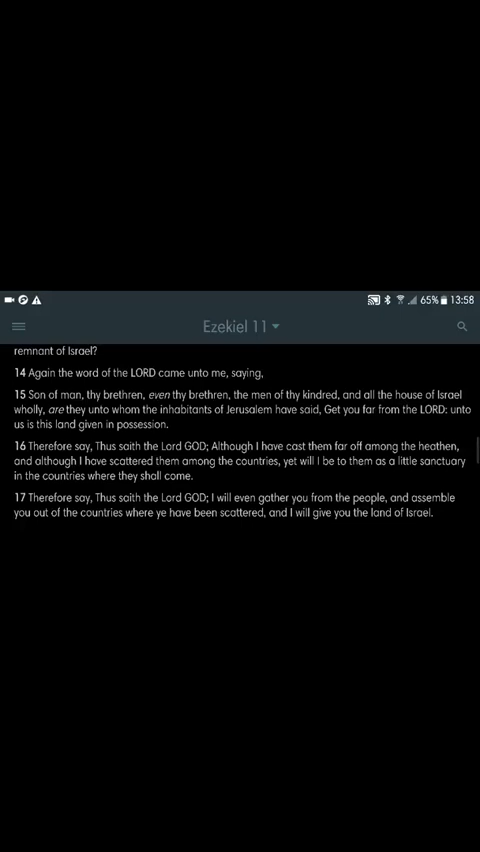 65% 13:58
Ezekiel 11
remnant of Israel?
14 Again the word of the LORD came unto me, saying,
15 Son of man, thy brethren, even thy brethren, the men of thy kindred, and all the house of Israel
wholly, are they unto whom the inhabitants of Jerusalem have said, Get you far from the LORD: unto
us is this land given in possession.
16 Therefore say, Thus saith the Lord GOD; Although I have cast them far off among the heathen,
and although I have scattered them among the countries, yet will I be to them as a little sanctuary
in the countries where they shall come.
17 Therefore say, Thus saith the Lord GOD; I will even gather you from the people, and assemble
you out of the countries where ye have been scattered, and I will give you the land of Israel.